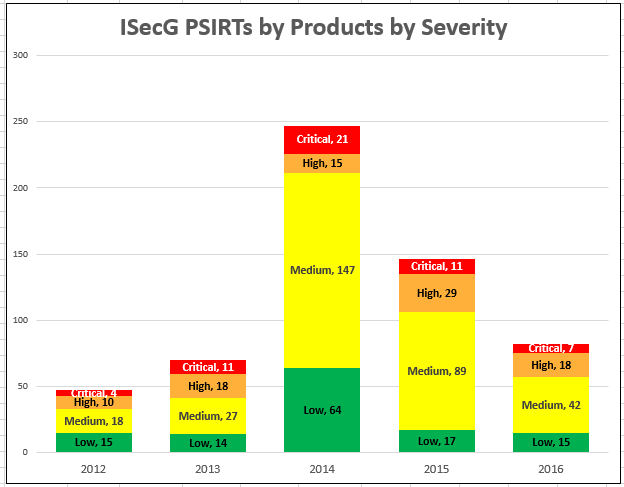 ISecG PSIRTs by Products by Severity
300
250
200
150
100
50
0
Critical, 4
High, 10
Medium, 18
Low, 15
Critical, 11
High, 18
Medium, 27
Low, 14
Critical, 21
High, 15
Medium, 147
Low, 64
Critical, 11
High, 29
Medium, 89
Low, 17
Critical, 7
High, 18
Medium, 42
Low, 15
2012 2013 2014 2015 2016